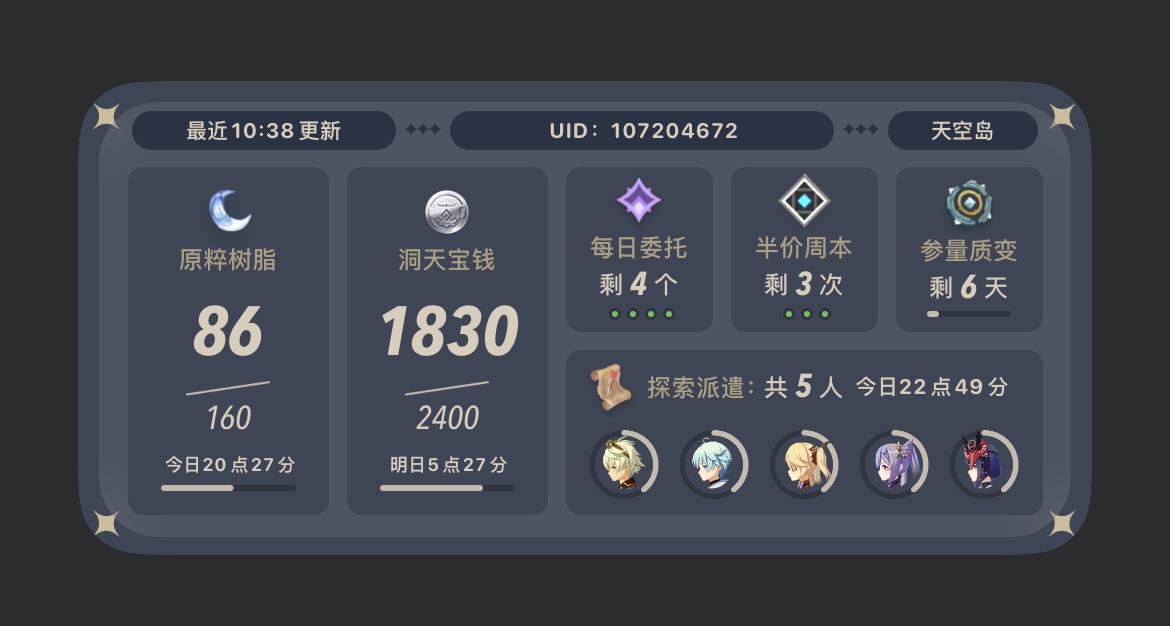 最近10:38更新
UID：107204672
天空岛
原粹树脂
86
160
今日20点27分
洞天宝钱
1830
2400
明日5点27分
每日委托
剩4个
半价周本
剩3次
参量质变
剩6天
探索派遣：共5人 今日22点49分